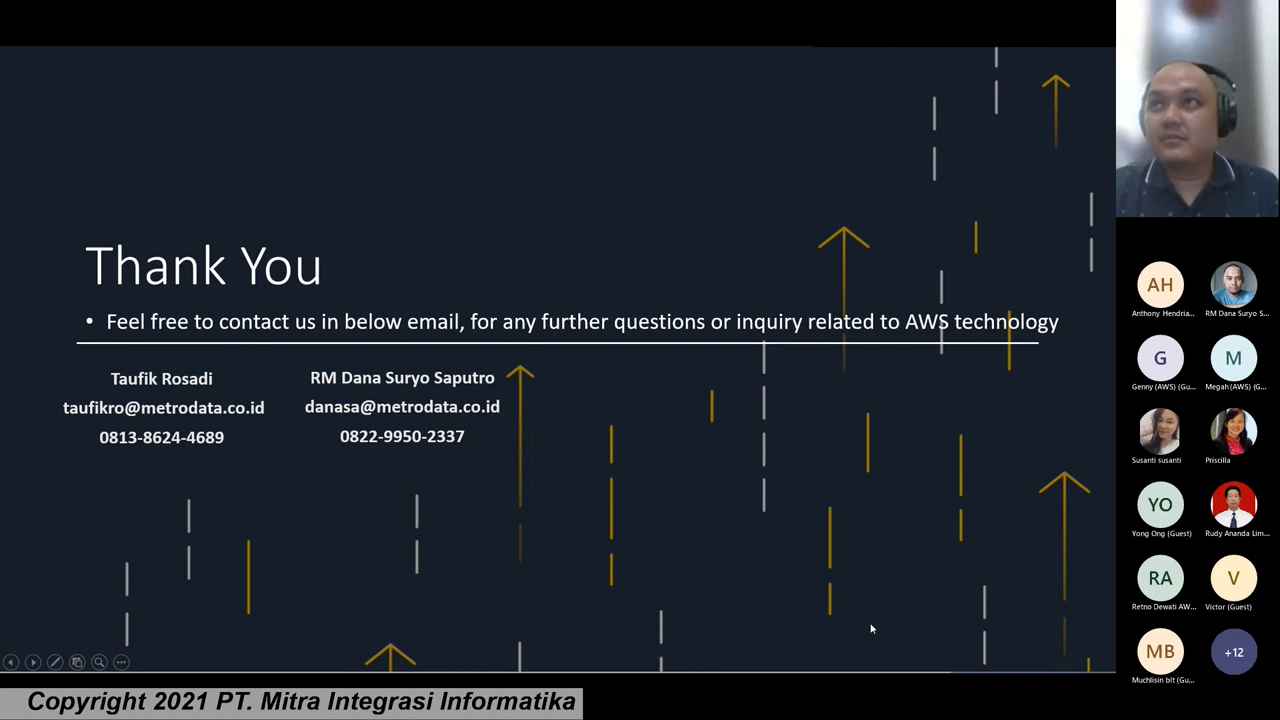 Thank You
• Feel free to contact us in below email, for any further questions or inquiry related to AWS technology
Taufik Rosadi
taufikro@metrodata.co.id
0813-8624-4689
RM Dana Suryo Saputro
danasa@metrodata.co.id
0822-9950-2337
Copyright 2021 PT. Mitra Integrasi Informatika
AH
Anthony Hendria...
RM Dana Suryo S...
G
Genny (AWS) (Gu...
M
Megah (AWS) (G...
Susanti susanti
Priscilla
YO
Yong Ong (Guest)
Rudy Ananda Lim...
RA
Retno Dewati AW...
V
Victor (Guest)
MB
Muchlisin blt (Gu...
+12